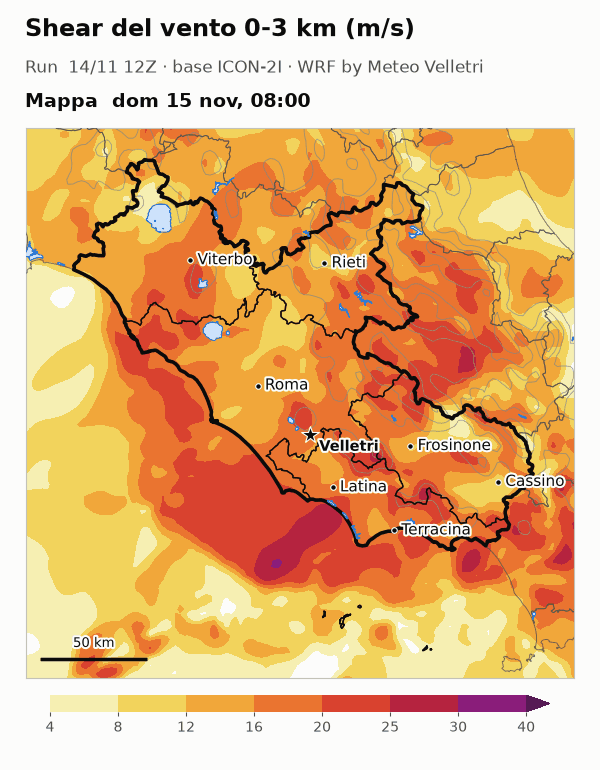 Shear del vento 0-3 km (m/s)
Run  14/11 12Z · base ICON-2I · WRF by Meteo Velletri
Mappa  dom 15 nov, 08:00
Viterbo
Rieti
Roma
Velletri
Frosinone
Cassino
Latina
Terracina
50 km
4 8 12 16 20 25 30 40